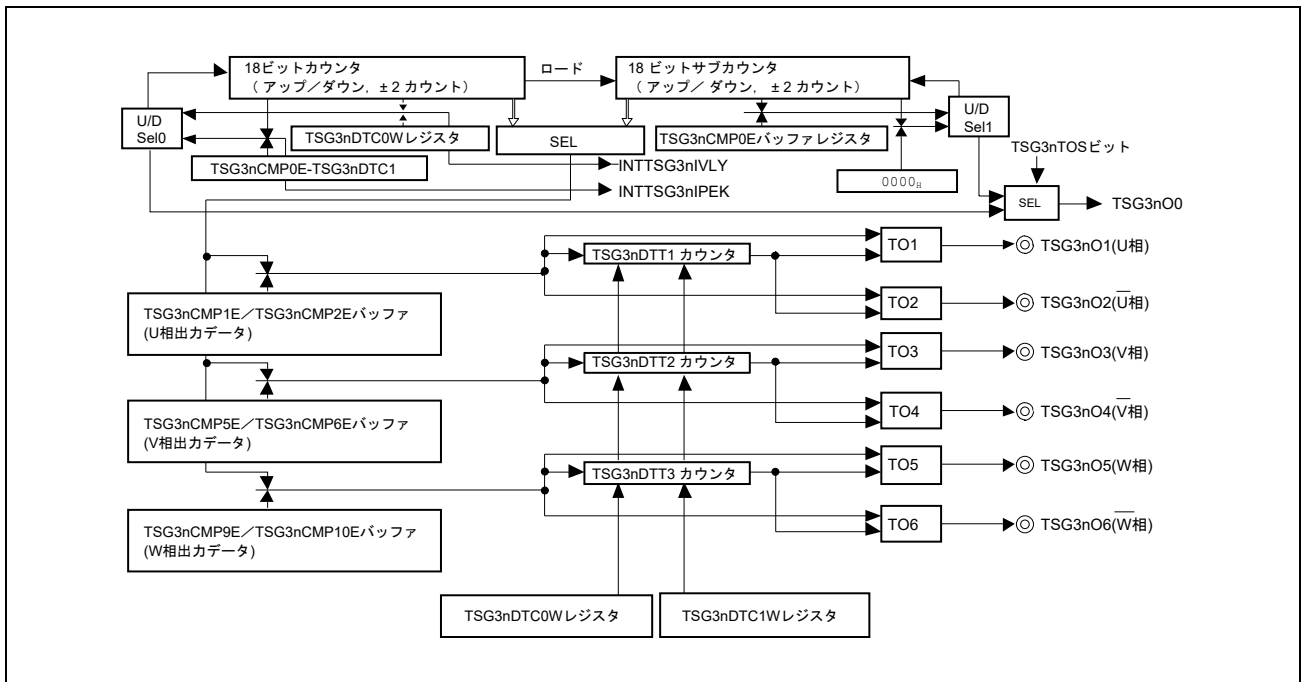 18ビットカウンタ
( アップ／ダウン, ±2 カウント)
ロード
18 ビットサブカウンタ
( アップ／ ダウン, ±2 カウント)
U/D
Sel0
U/D
Sel1
TSG3nDTC0Wレジスタ
SEL
TSG3nCMP0Eバッファレジスタ
TSG3nTOSビット
TSG3nCMP0E-TSG3nDTC1
INTTSG3nIVLY
0000H
INTTSG3nIPEK
SEL
TSG3nO0
TSG3nDTT1 カウンタ
TO1
TSG3nO1(U相)
TSG3nCMP1E／TSG3nCMP2Eバッファ
(U相出力データ)
TO2
TSG3nO2(U̅相)
TSG3nDTT2 カウンタ
TO3
TSG3nO3(V相)
TSG3nCMP5E／TSG3nCMP6Eバッファ
(V相出力データ)
TO4
TSG3nO4(V̅相)
TSG3nDTT3 カウンタ
TO5
TSG3nO5(W相)
TSG3nCMP9E／TSG3nCMP10Eバッファ
(W相出力データ)
TO6
TSG3nO6(W̅相)
TSG3nDTC0Wレジスタ
TSG3nDTC1Wレジスタ